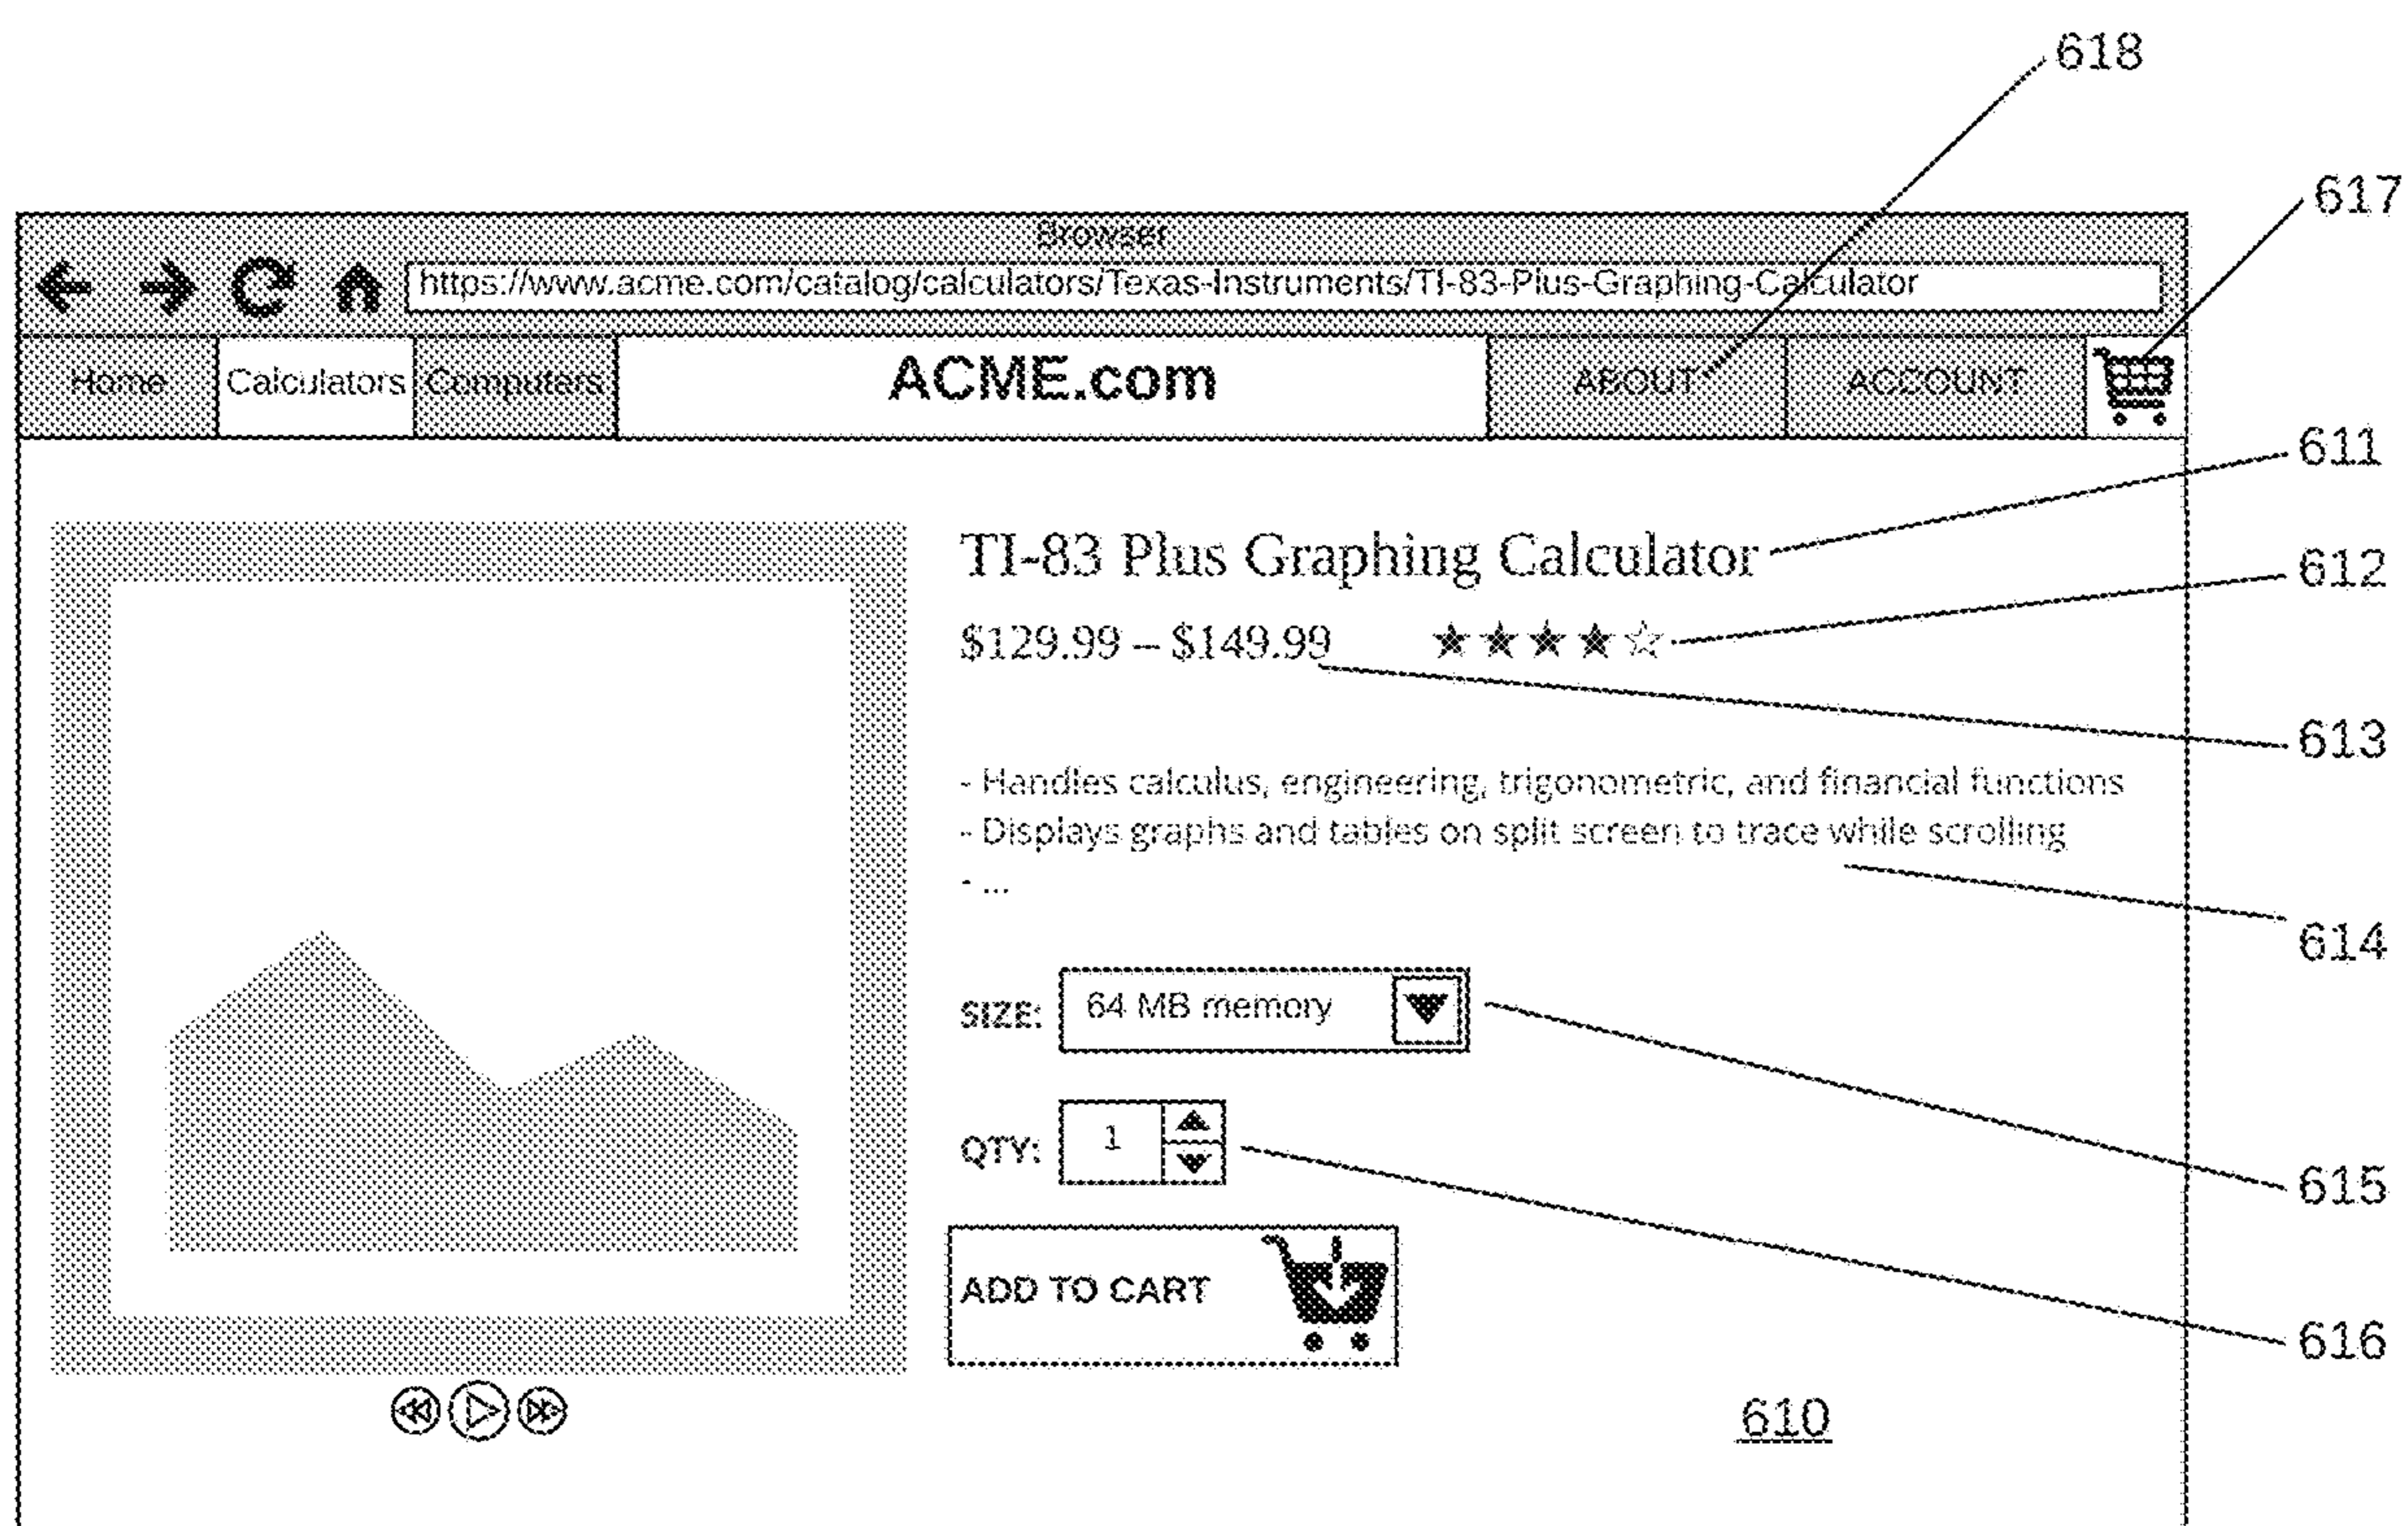 618
617
Browser
https://www.acme.com/catalog/calculators/Texas-Instruments/TI-83-Plus-Graphing-Calculator
Home Calculators Computers ACME.com ABOUT ACCOUNT
611
TI-83 Plus Graphing Calculator
612
$129.99 – $149.99 ★★★★☆
613
- Handles calculus, engineering, trigonometric, and financial functions
- Displays graphs and tables on split screen to trace while scrolling
- ...
614
SIZE: 64 MB memory
QTY: 1
615
ADD TO CART
616
610